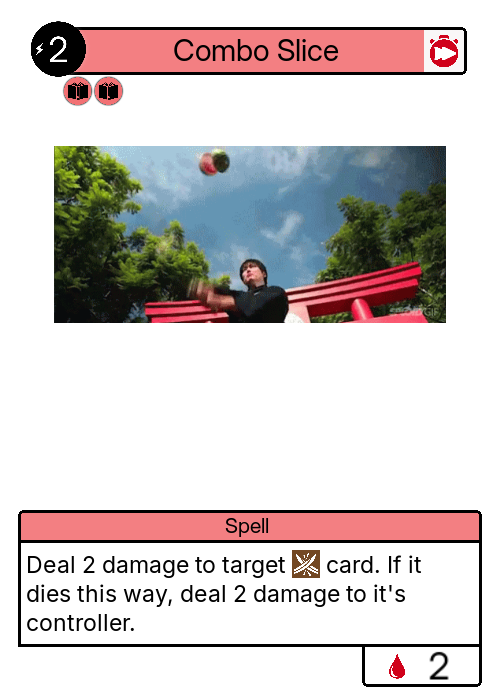 2
Combo Slice
Spell
Deal 2 damage to target card. If it
dies this way, deal 2 damage to it's
controller.
2